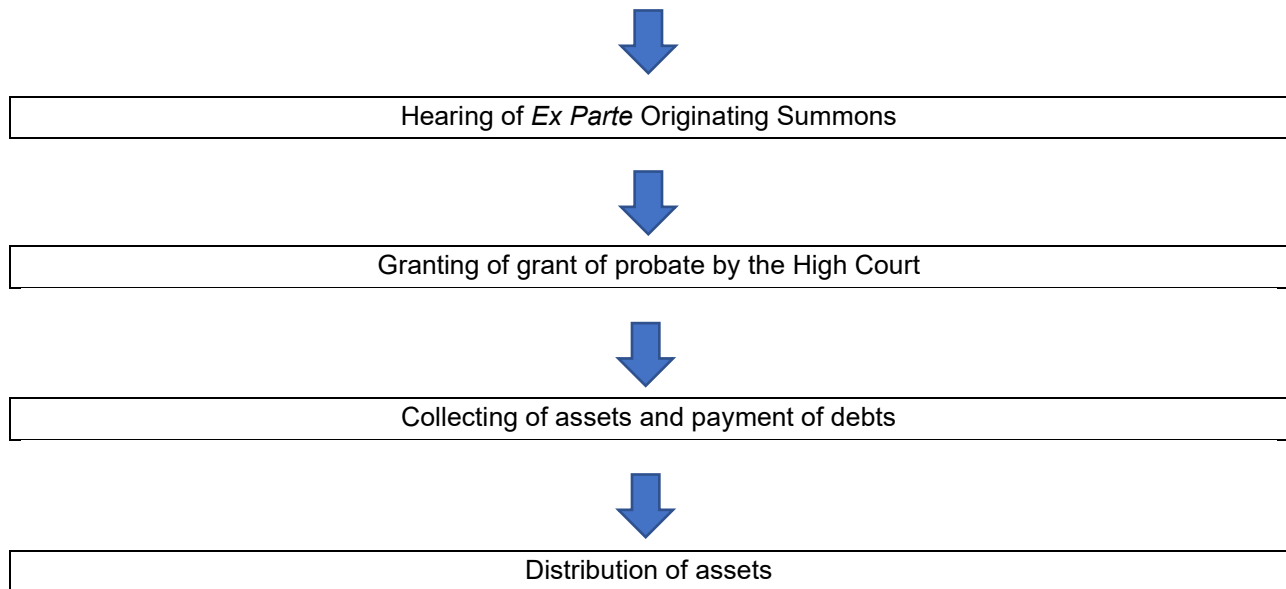 Hearing of Ex Parte Originating Summons
Granting of grant of probate by the High Court
Collecting of assets and payment of debts
Distribution of assets